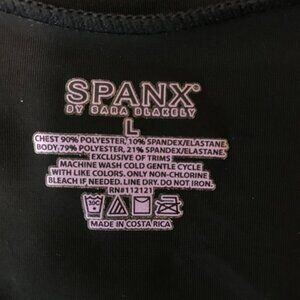 SPANX®
BY SARA BLAKELY
L
CHEST 90% POLYESTER, 10% SPANDEX/ELASTANE.
BODY 79% POLYESTER, 21% SPANDEX/ELASTANE.
EXCLUSIVE OF TRIMS
MACHINE WASH COLD GENTLE CYCLE
WITH LIKE COLORS. ONLY NON-CHLORINE
BLEACH IF NEEDED. LINE DRY. DO NOT IRON.
RN#112121
MADE IN COSTA RICA